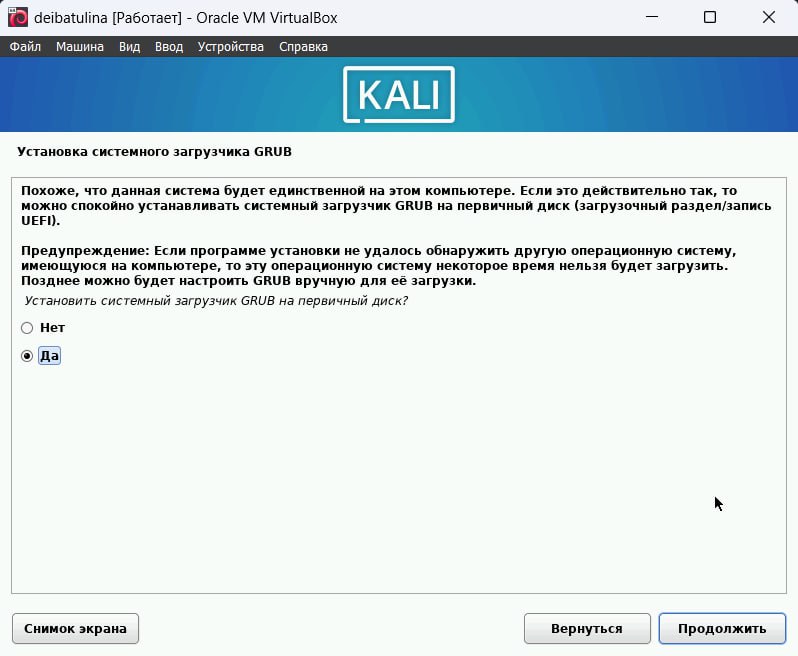 deibatulina [Работает] - Oracle VM VirtualBox
Файл Машина Вид Ввод Устройства Справка
KALI
Установка системного загрузчика GRUB
Похоже, что данная система будет единственной на этом компьютере. Если это действительно так, то
можно спокойно устанавливать системный загрузчик GRUB на первичный диск (загрузочный раздел/запись
UEFI).
Предупреждение: Если программе установки не удалось обнаружить другую операционную систему,
имеющуюся на компьютере, то эту операционную систему некоторое время нельзя будет загрузить.
Позднее можно будет настроить GRUB вручную для её загрузки.
Установить системный загрузчик GRUB на первичный диск?
Нет
Да
Снимок экрана Вернуться Продолжить